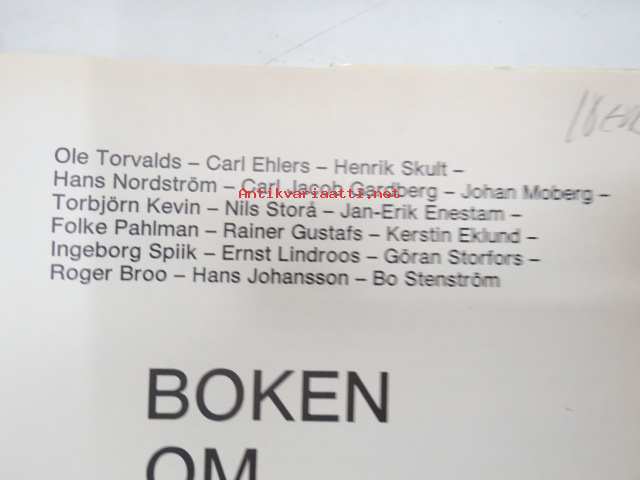 Ole Torvalds – Carl Ehlers – Henrik Skult –
Hans Nordström – Carl Jacob Gardberg – Johan Moberg –
Antikvariaatti.net
Torbjörn Kevin – Nils Storå – Jan-Erik Enestam –
Folke Pahlman – Rainer Gustafs – Kerstin Eklund –
Ingeborg Spiik – Ernst Lindroos – Göran Storfors –
Roger Broo – Hans Johansson – Bo Stenström
BOKEN
OM